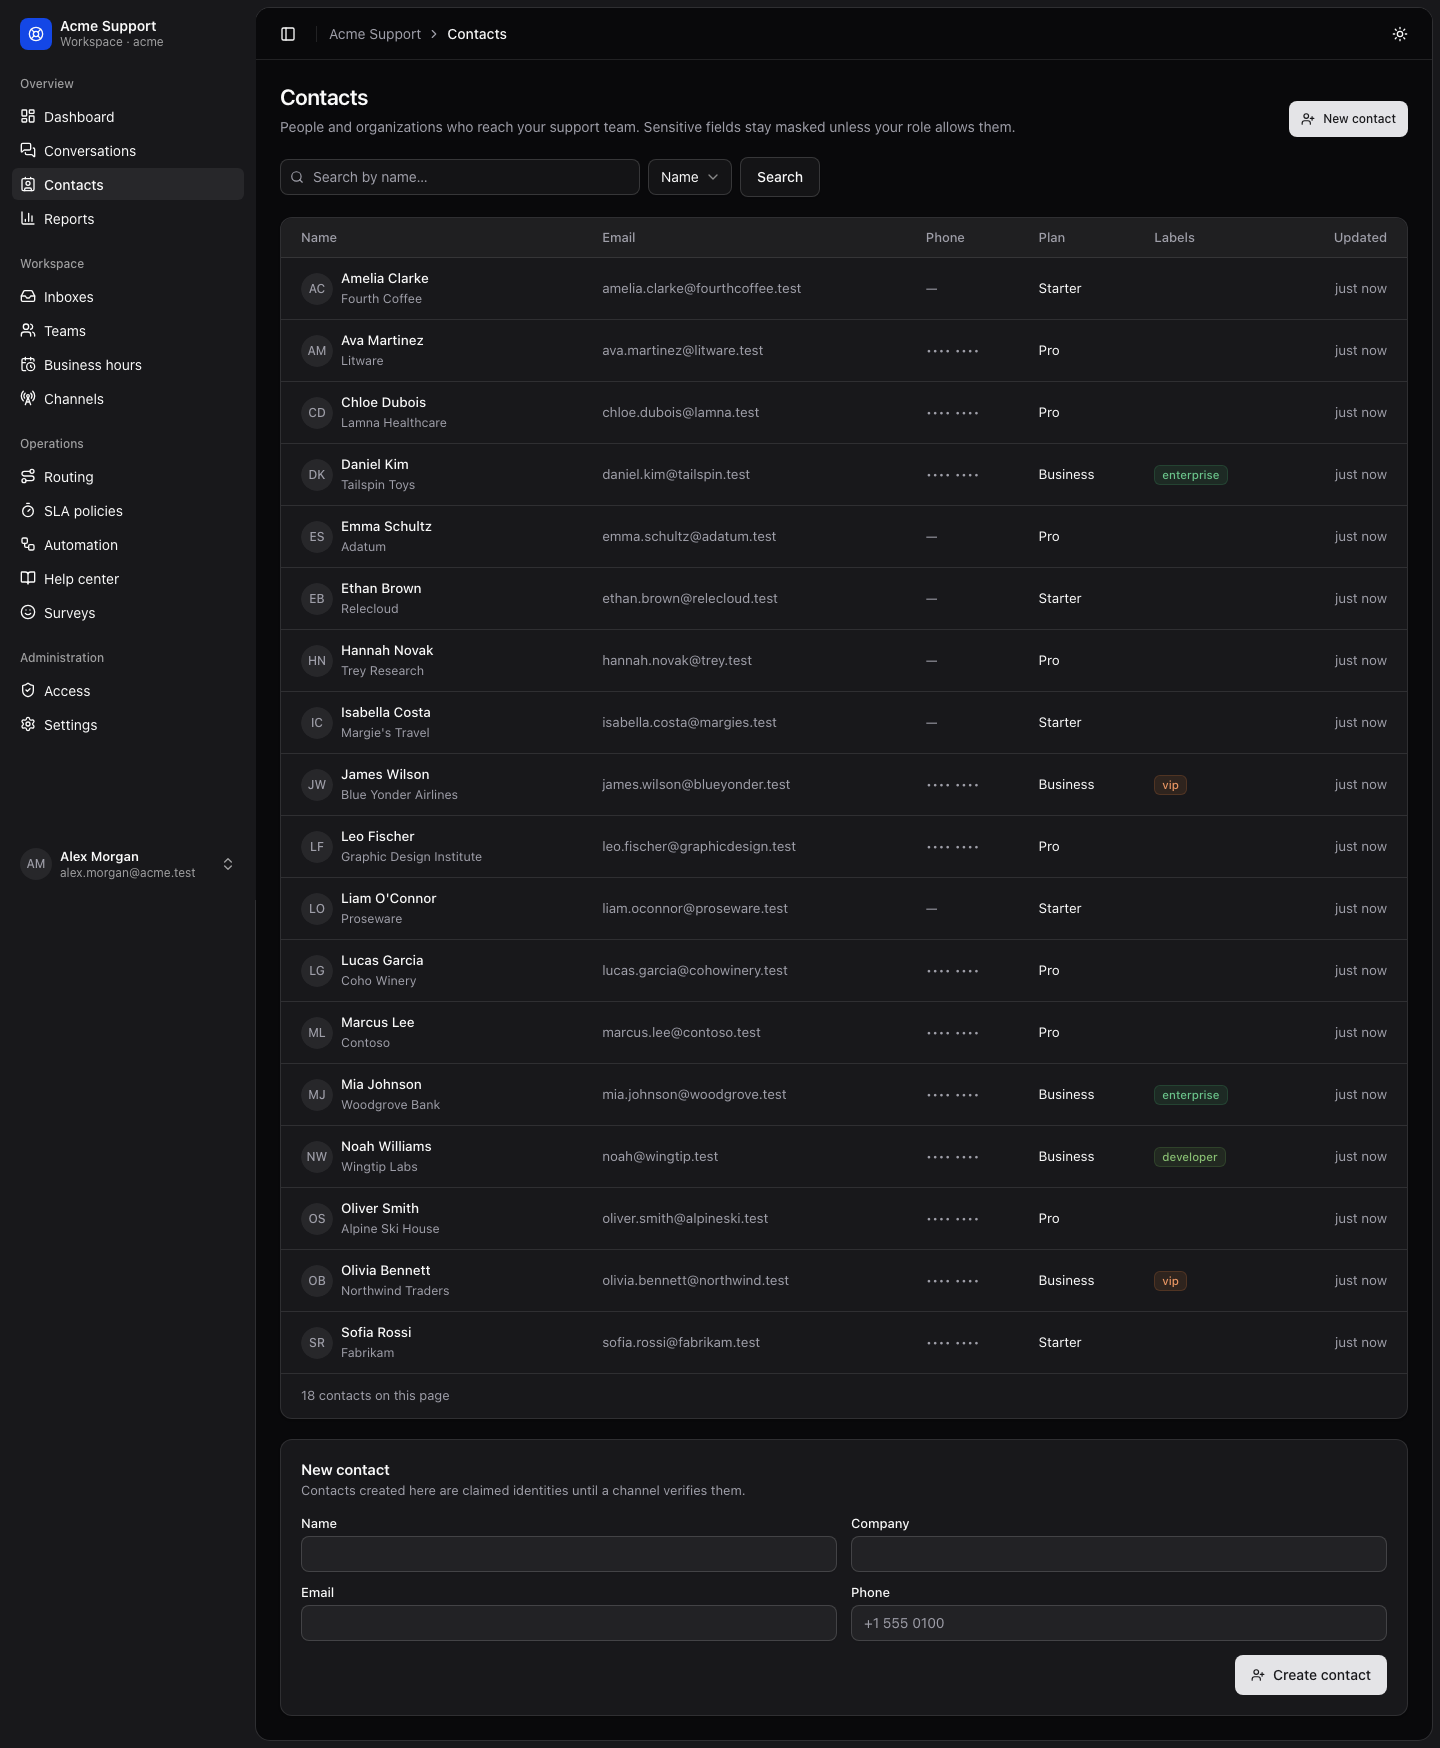 Acme Support
Workspace · acme
Overview
Dashboard
Conversations
Contacts
Reports
Workspace
Inboxes
Teams
Business hours
Channels
Operations
Routing
SLA policies
Automation
Help center
Surveys
Administration
Access
Settings
AM
Alex Morgan
alex.morgan@acme.test
Acme Support > Contacts
Contacts
People and organizations who reach your support team. Sensitive fields stay masked unless your role allows them.
New contact
Search by name... Name Search
Name Email Phone Plan Labels Updated
AC Amelia Clarke Fourth Coffee amelia.clarke@fourthcoffee.test — Starter just now
AM Ava Martinez Litware ava.martinez@litware.test •••• •••• Pro just now
CD Chloe Dubois Lamna Healthcare chloe.dubois@lamna.test •••• •••• Pro just now
DK Daniel Kim Tailspin Toys daniel.kim@tailspin.test •••• •••• Business enterprise just now
ES Emma Schultz Adatum emma.schultz@adatum.test — Pro just now
EB Ethan Brown Relecloud ethan.brown@relecloud.test — Starter just now
HN Hannah Novak Trey Research hannah.novak@trey.test — Pro just now
IC Isabella Costa Margie's Travel isabella.costa@margies.test — Starter just now
JW James Wilson Blue Yonder Airlines james.wilson@blueyonder.test •••• •••• Business vip just now
LF Leo Fischer Graphic Design Institute leo.fischer@graphicdesign.test •••• •••• Pro just now
LO Liam O'Connor Proseware liam.oconnor@proseware.test — Starter just now
LG Lucas Garcia Coho Winery lucas.garcia@cohowinery.test •••• •••• Pro just now
ML Marcus Lee Contoso marcus.lee@contoso.test •••• •••• Pro just now
MJ Mia Johnson Woodgrove Bank mia.johnson@woodgrove.test •••• •••• Business enterprise just now
NW Noah Williams Wingtip Labs noah@wingtip.test •••• •••• Business developer just now
OS Oliver Smith Alpine Ski House oliver.smith@alpineski.test •••• •••• Pro just now
OB Olivia Bennett Northwind Traders olivia.bennett@northwind.test •••• •••• Business vip just now
SR Sofia Rossi Fabrikam sofia.rossi@fabrikam.test •••• •••• Starter just now
18 contacts on this page
New contact
Contacts created here are claimed identities until a channel verifies them.
Name Company
Email Phone
+1 555 0100
Create contact